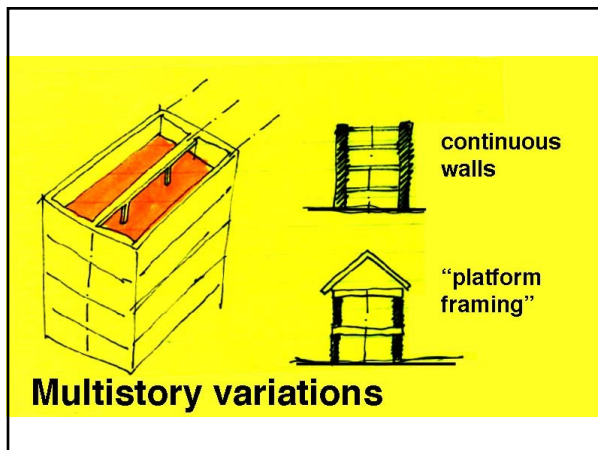 continuous
walls
“platform
framing”
Multistory variations